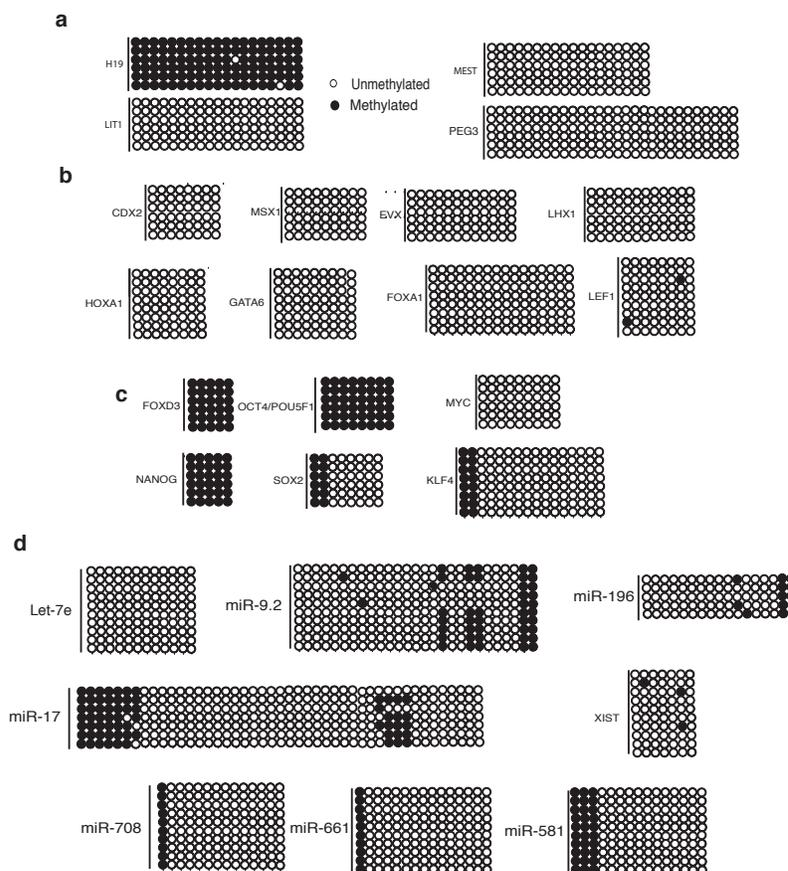 a
H19
LIT1
Unmethylated
Methylated
MEST
PEG3
b
CDX2
MSX1
EVX
LHX1
HOXA1
GATA6
FOXA1
LEF1
c
FOXD3
OCT4/POU5F1
MYC
NANOG
SOX2
KLF4
d
Let-7e
miR-9.2
miR-196
miR-17
XIST
miR-708
miR-661
miR-581